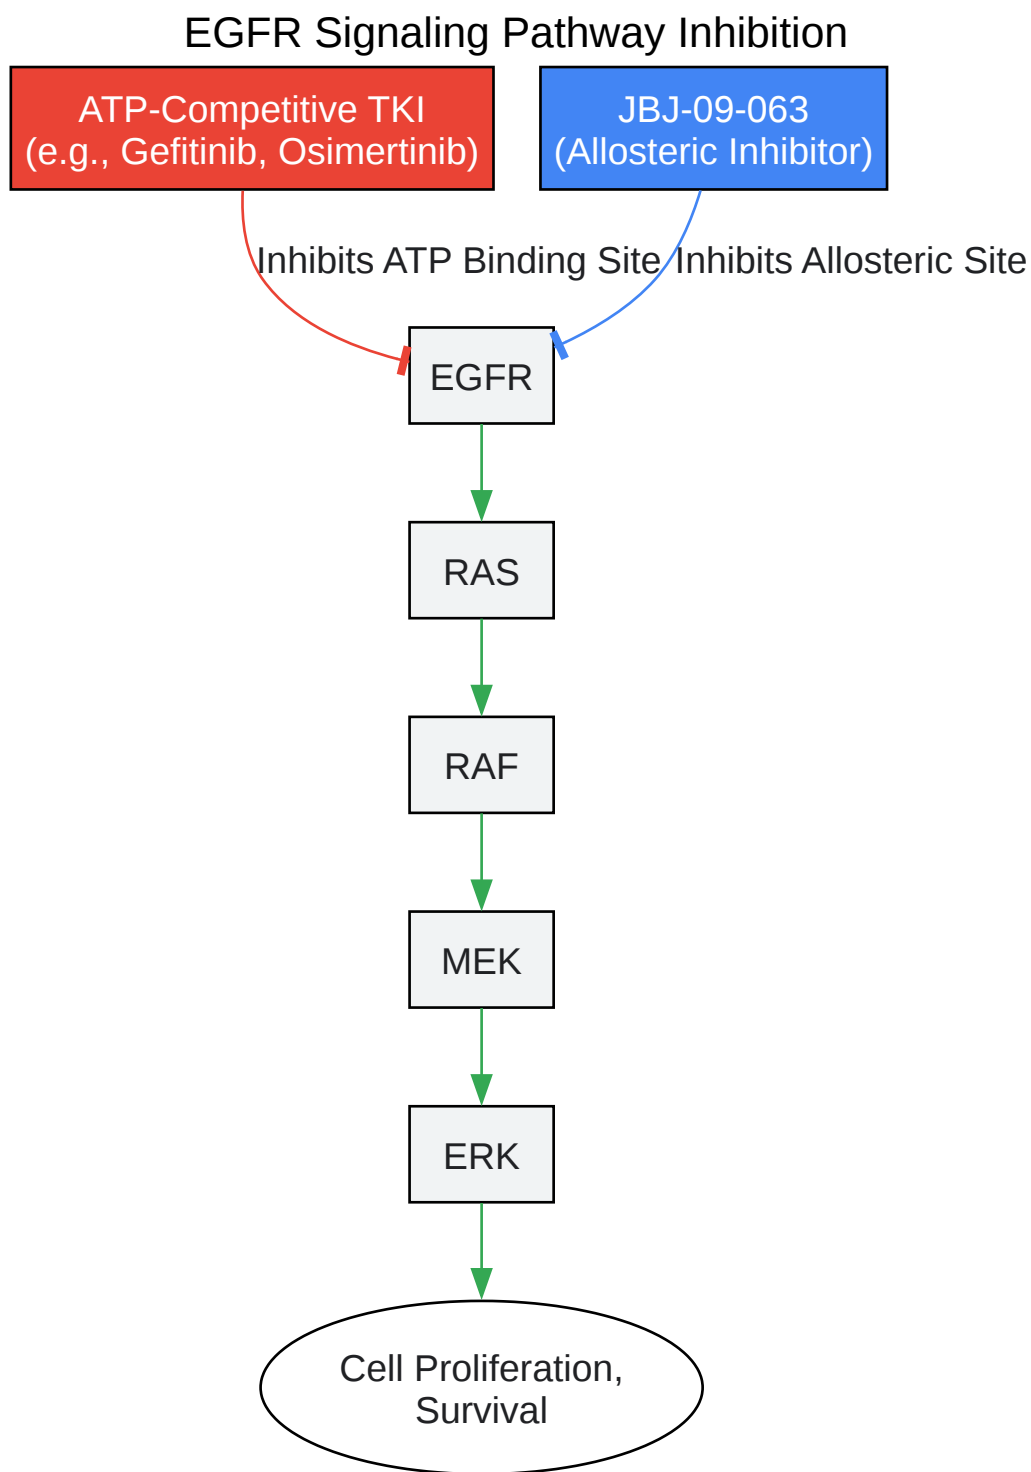 EGFR Signaling Pathway Inhibition
ATP-Competitive TKI
(e.g., Gefitinib, Osimertinib)
JBJ-09-063
(Allosteric Inhibitor)
Inhibits ATP Binding Site
Inhibits Allosteric Site
EGFR
RAS
RAF
MEK
ERK
Cell Proliferation,
Survival